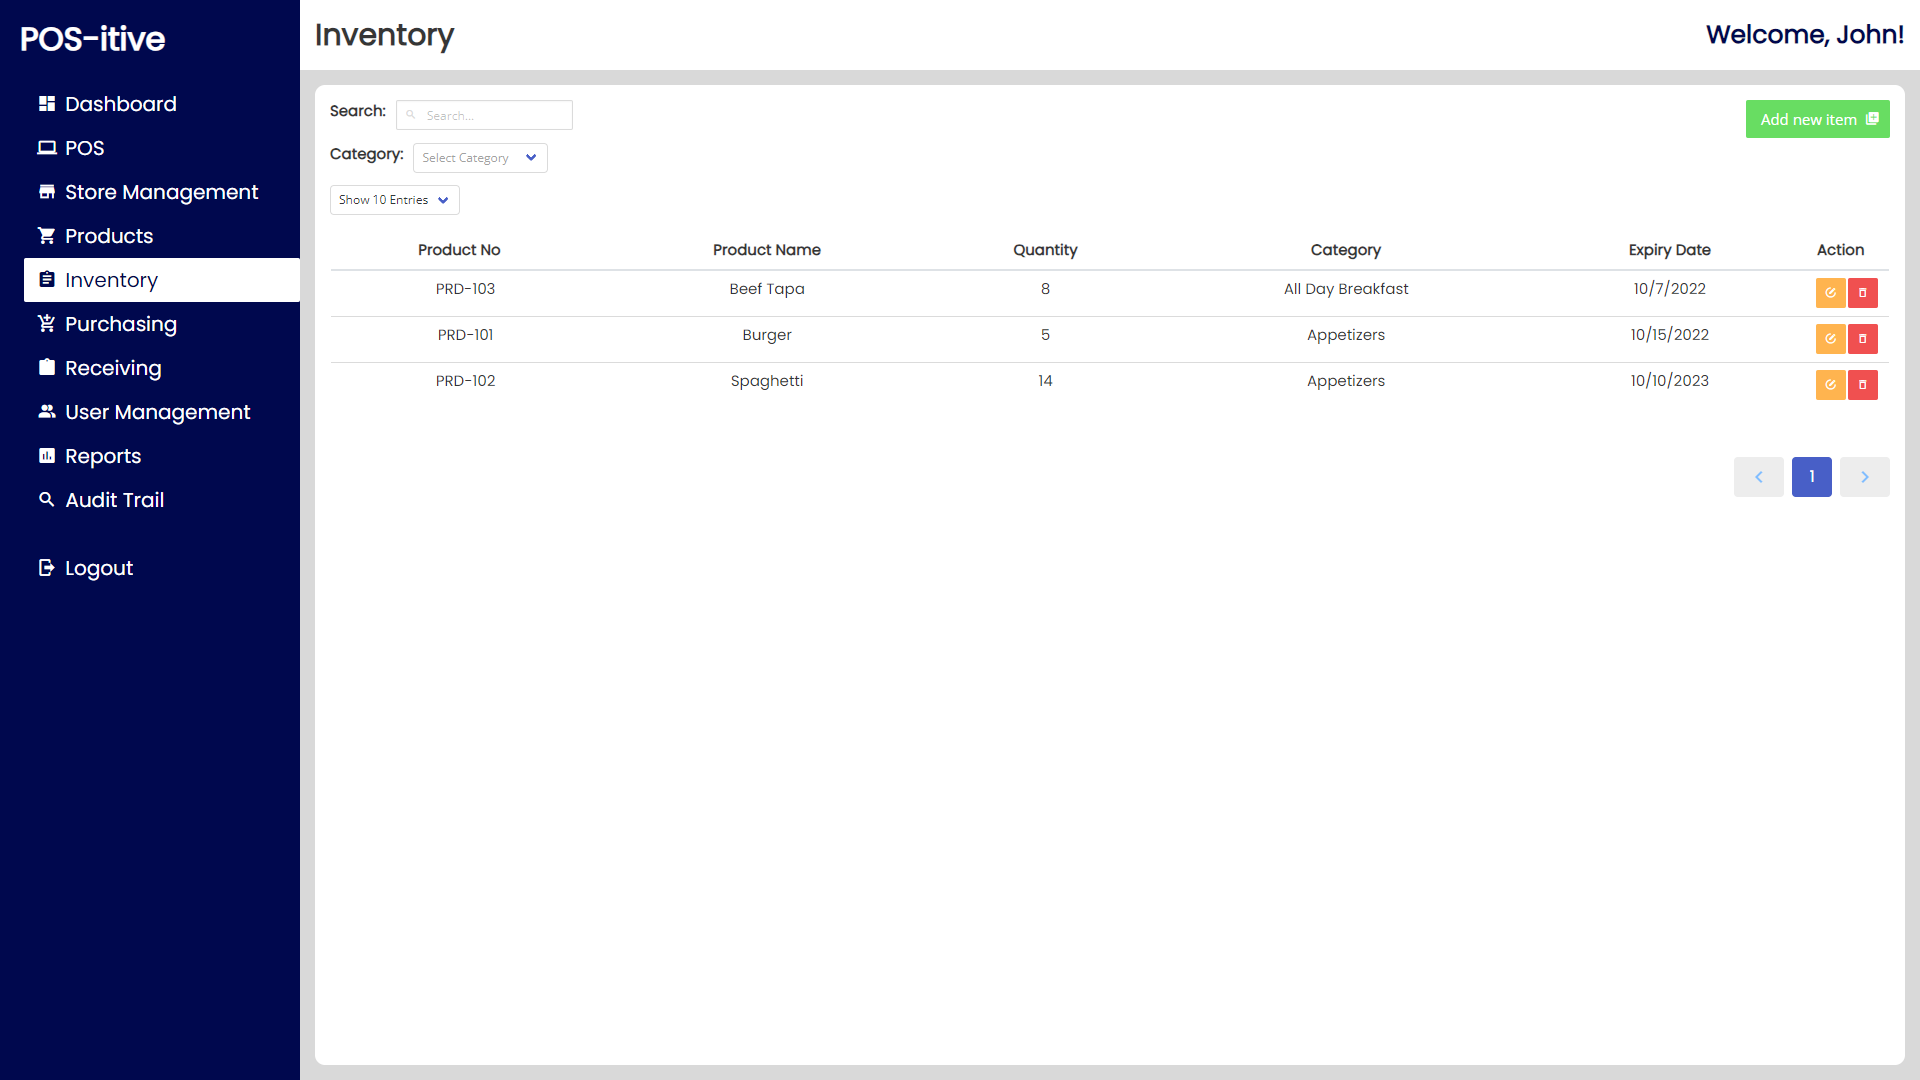 POS-itive
Dashboard
POS
Store Management
Products
Inventory
Purchasing
Receiving
User Management
Reports
Audit Trail
Logout
Inventory
Welcome, John!
Search: Search...
Add new item
Category: Select Category
Show 10 Entries
Product No Product Name Quantity Category Expiry Date Action
PRD-103 Beef Tapa 8 All Day Breakfast 10/7/2022
PRD-101 Burger 5 Appetizers 10/15/2022
PRD-102 Spaghetti 14 Appetizers 10/10/2023
1